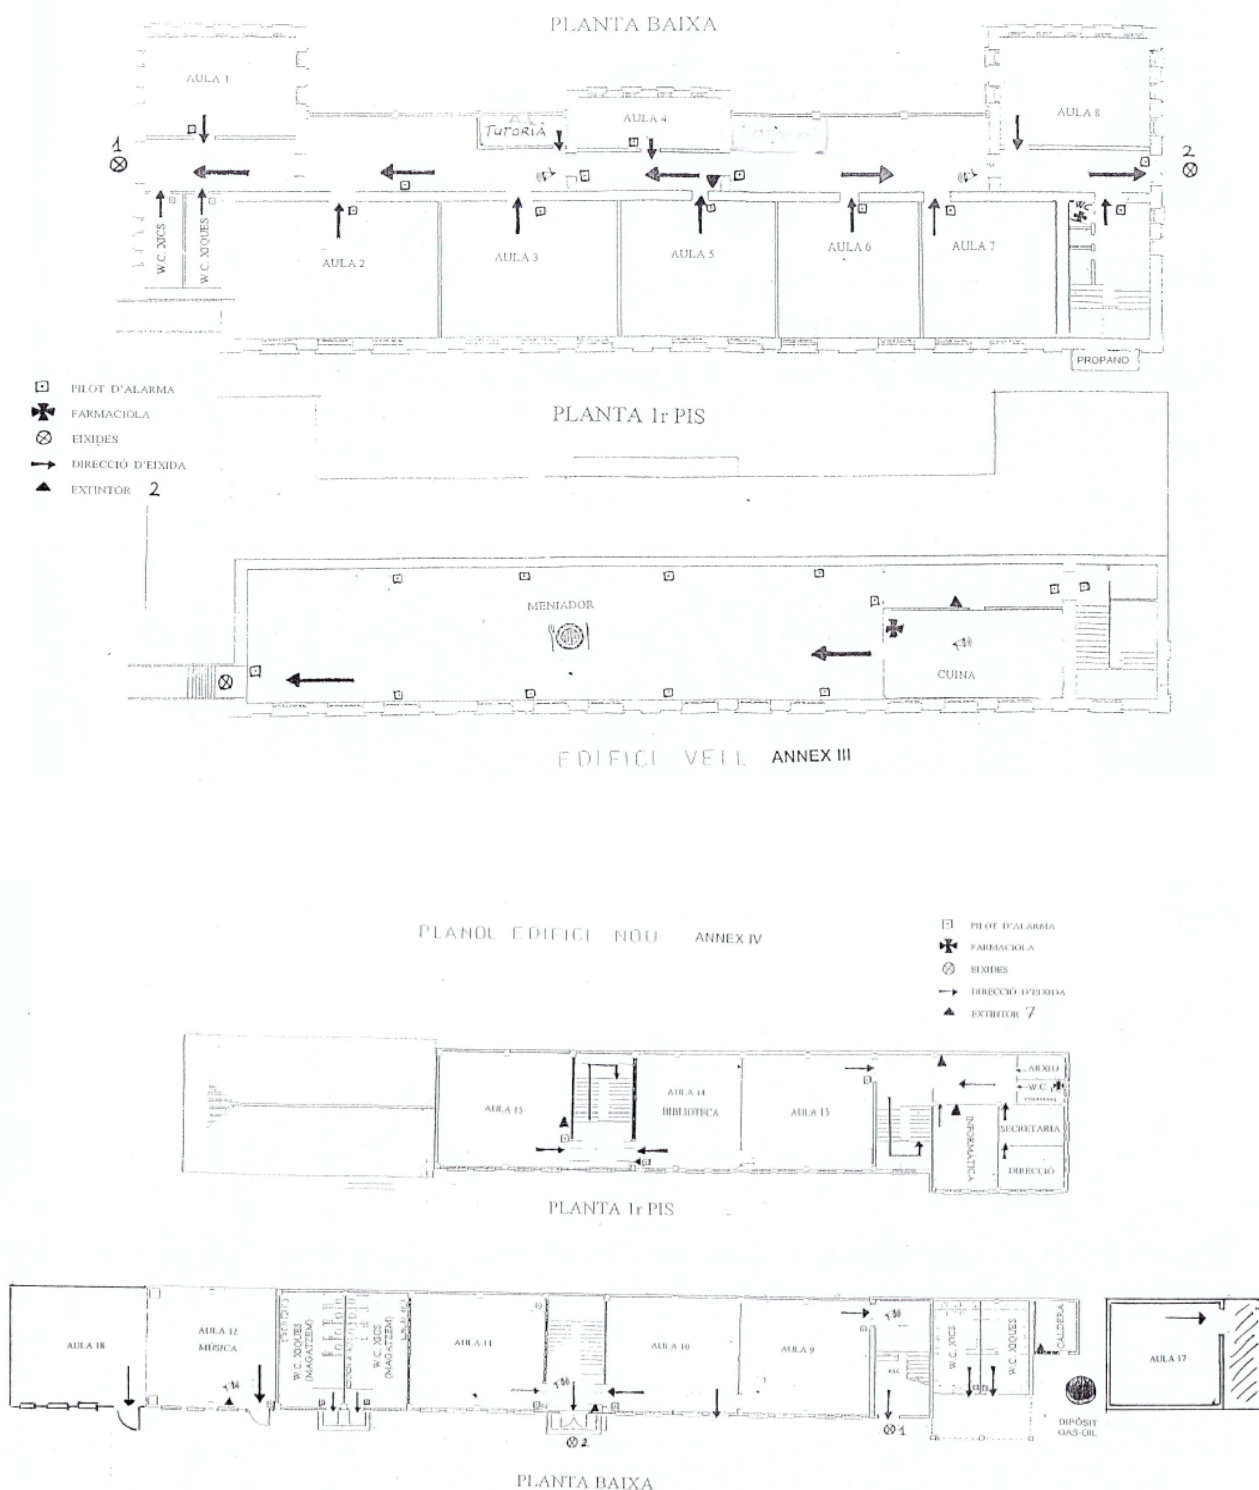 PLANTA BAIXA
AULA 1
AULA 4
TUTORIA
AULA 8
1
2
W.C. XICS
W.C. XIQUES
AULA 2
AULA 3
AULA 5
AULA 6
AULA 7
WC
PROPANO
PILOT D'ALARMA
FARMACIOLA
EIXIDES
DIRECCIÓ D'EIXIDA
EXTINTOR 2
PLANTA 1r PIS
MENJADOR
CUINA
EDIFICI VELL ANNEX III
PLANOL EDIFICI NOU ANNEX IV
PILOT D'ALARMA
FARMACIOLA
EIXIDES
DIRECCIÓ D'EIXIDA
EXTINTOR 7
AULA 15
AULA 14
BIBLIOTECA
AULA 13
INFORMATICA
ARXIU
W.C.
SECRETARIA
DIRECCIÓ
PLANTA 1r PIS
AULA 18
AULA 12
MÚSICA
W.C. XIQUES
(MAGATZEM)
W.C. XICS
(MAGATZEM)
AULA 11
AULA 10
AULA 9
W.C. XICS
W.C. XIQUES
CALDERA
AULA 17
DIPÒSIT
GAS-OIL
2
1
PLANTA BAIXA